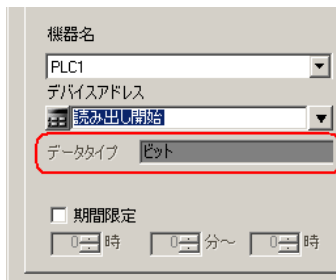 機器名
PLC1
デバイスアドレス
読み出し開始
データタイプ ビット
期間限定
0時 0分～ 0時